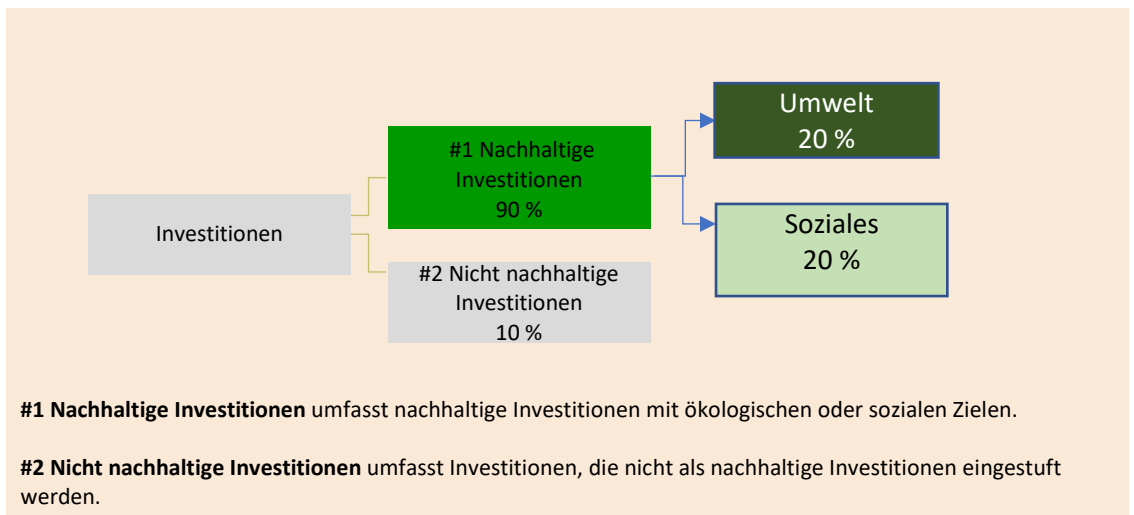 Umwelt
20 %
#1 Nachhaltige
Investitionen
90 %
Investitionen
Soziales
20 %
#2 Nicht nachhaltige
Investitionen
10 %
#1 Nachhaltige Investitionen umfasst nachhaltige Investitionen mit ökologischen oder sozialen Zielen.
#2 Nicht nachhaltige Investitionen umfasst Investitionen, die nicht als nachhaltige Investitionen eingestuft
werden.